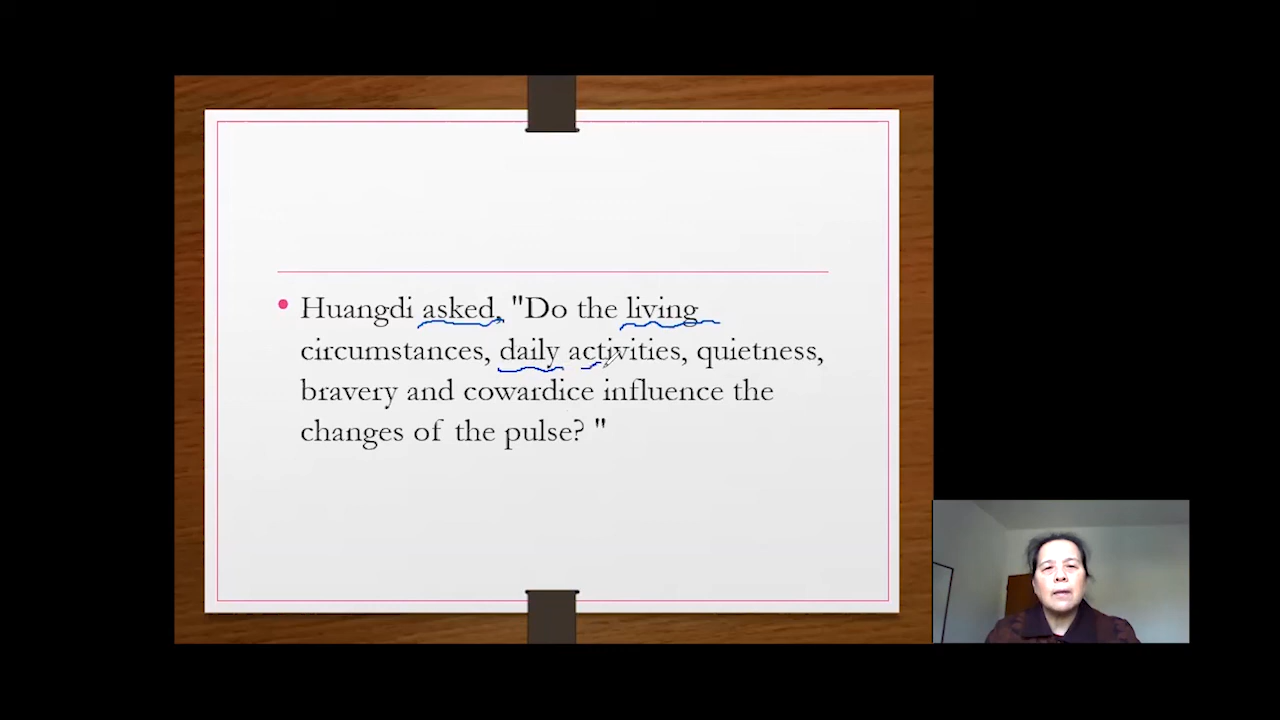 Huangdi asked, "Do the living
circumstances, daily activities, quietness,
bravery and cowardice influence the
changes of the pulse? "